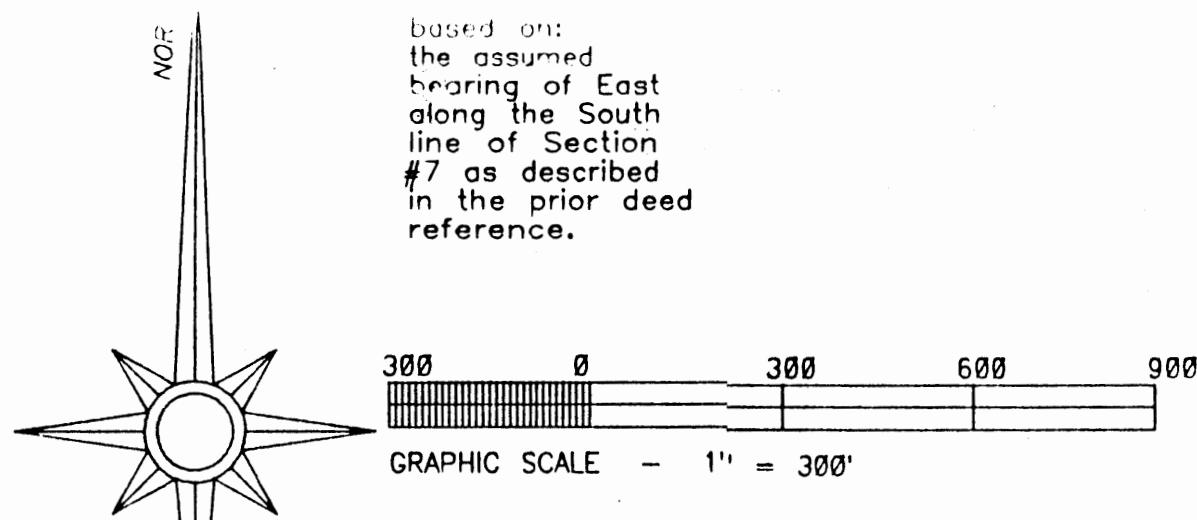 NOR
based on:
the assumed
bearing of East
along the South
line of Section
#7 as described
in the prior deed
reference.
300 0 300 600 900
GRAPHIC SCALE - 1" = 300'